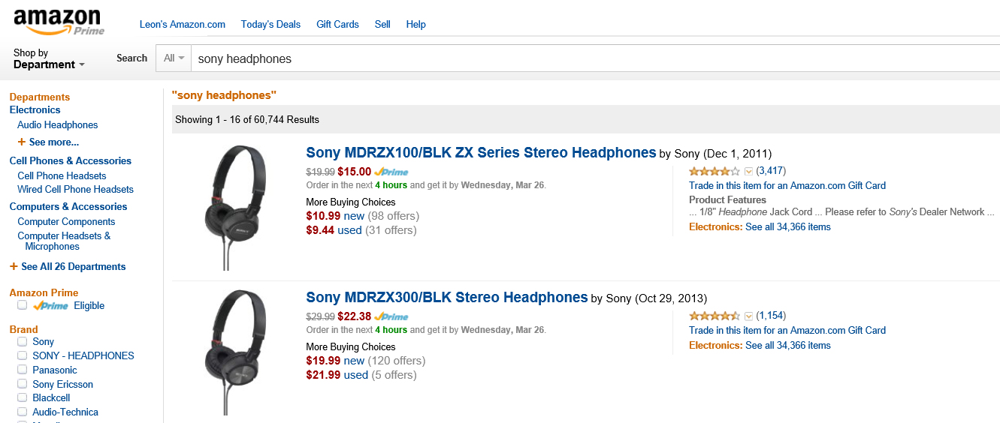 amazon
Prime
Leon's Amazon.com Today's Deals Gift Cards Sell Help
Shop by
Department
Search All sony headphones
Departments
Electronics
Audio Headphones
+ See more...
Cell Phones & Accessories
Cell Phone Headsets
Wired Cell Phone Headsets
Computers & Accessories
Computer Components
Computer Headsets &
Microphones
+ See All 26 Departments
Amazon Prime
Prime Eligible
Brand
Sony
SONY - HEADPHONES
Panasonic
Sony Ericsson
Blackcell
Audio-Technica
"sony headphones"
Showing 1 - 16 of 60,744 Results
SONY
Sony MDRZX100/BLK ZX Series Stereo Headphones by Sony (Dec 1, 2011)
$19.99 $15.00 Prime
Order in the next 4 hours and get it by Wednesday, Mar 26.
More Buying Choices
$10.99 new (98 offers)
$9.44 used (31 offers)
(3,417)
Trade in this item for an Amazon.com Gift Card
Product Features
... 1/8" Headphone Jack Cord ... Please refer to Sony's Dealer Network ...
Electronics: See all 34,366 items
SONY
Sony MDRZX300/BLK Stereo Headphones by Sony (Oct 29, 2013)
$29.99 $22.38 Prime
Order in the next 4 hours and get it by Wednesday, Mar 26.
More Buying Choices
$19.99 new (120 offers)
$21.99 used (5 offers)
(1,154)
Trade in this item for an Amazon.com Gift Card
Electronics: See all 34,366 items